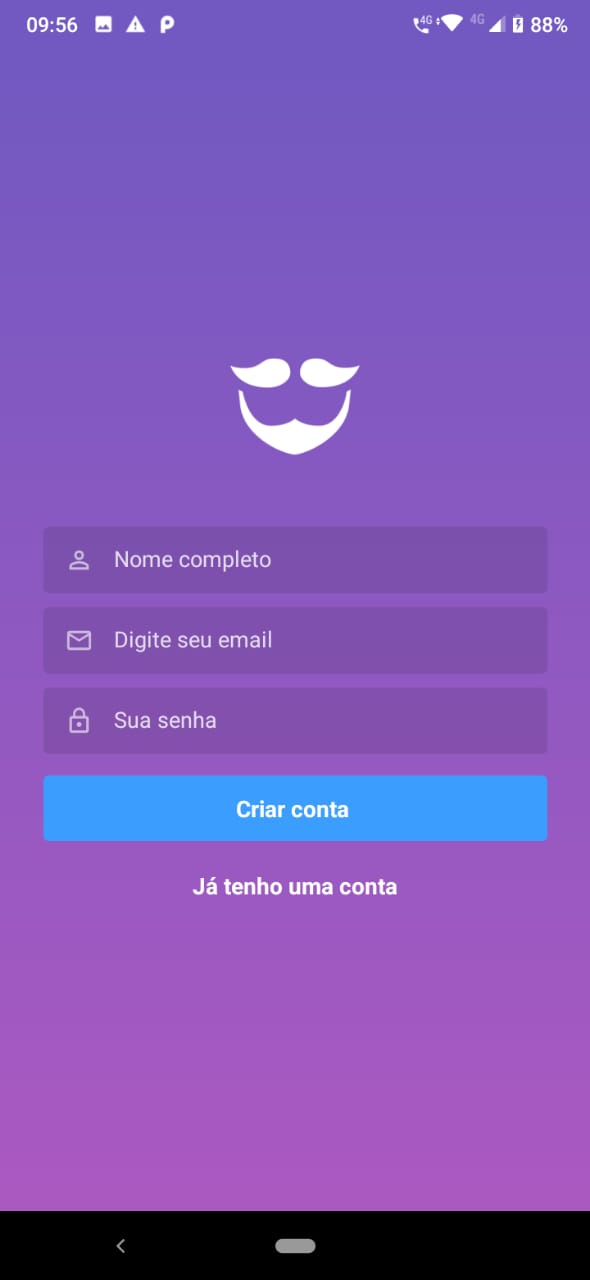 09:56 4G 4G 88%
Nome completo
Digite seu email
Sua senha
Criar conta
Já tenho uma conta